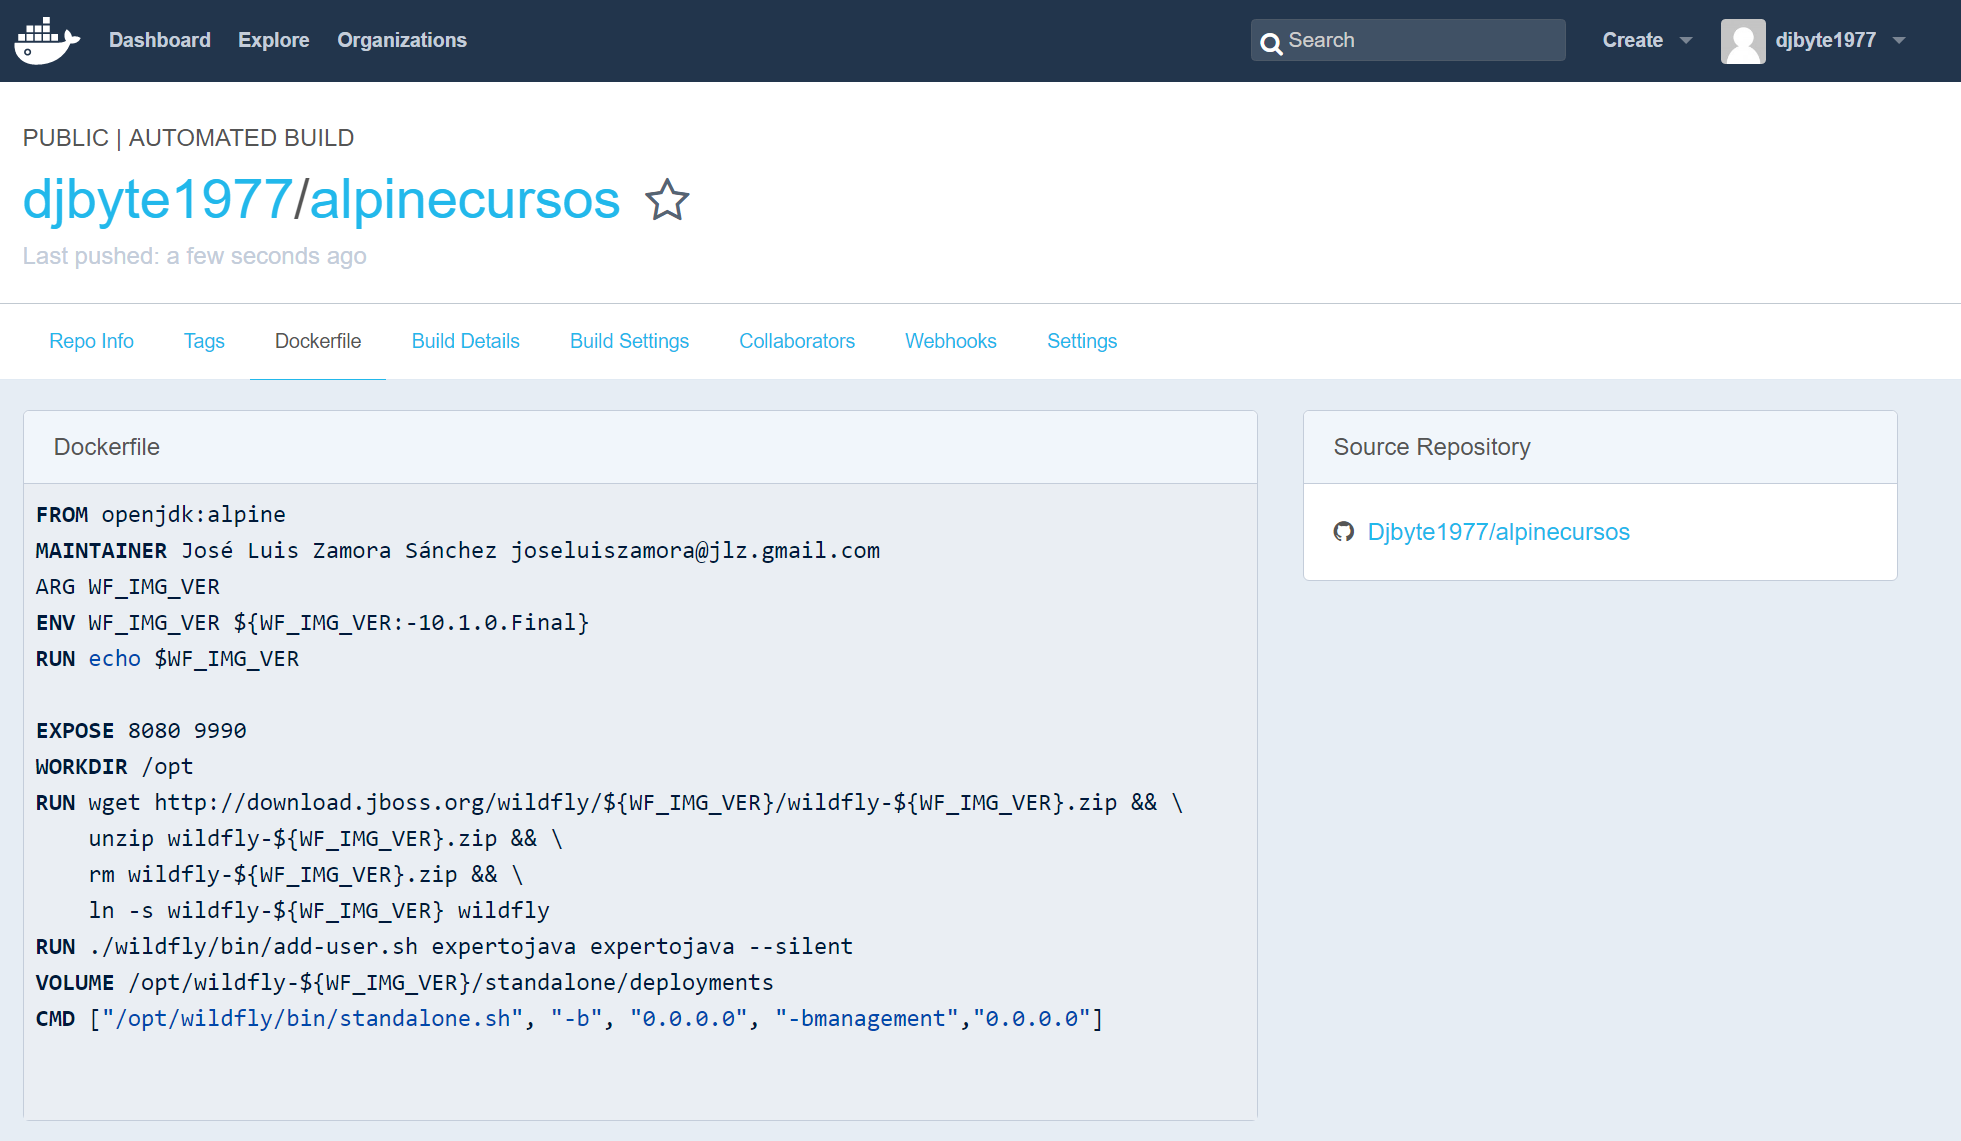 Dashboard Explore Organizations Search Create djbyte1977
PUBLIC | AUTOMATED BUILD
djbyte1977/alpinecursos
Last pushed: a few seconds ago
Repo Info Tags Dockerfile Build Details Build Settings Collaborators Webhooks Settings
Dockerfile
FROM openjdk:alpine
MAINTAINER José Luis Zamora Sánchez joseluiszamora@jlz.gmail.com
ARG WF_IMG_VER
ENV WF_IMG_VER ${WF_IMG_VER:-10.1.0.Final}
RUN echo $WF_IMG_VER
EXPOSE 8080 9990
WORKDIR /opt
RUN wget http://download.jboss.org/wildfly/${WF_IMG_VER}/wildfly-${WF_IMG_VER}.zip && \
    unzip wildfly-${WF_IMG_VER}.zip && \
    rm wildfly-${WF_IMG_VER}.zip && \
    ln -s wildfly-${WF_IMG_VER} wildfly
RUN ./wildfly/bin/add-user.sh expertojava expertojava --silent
VOLUME /opt/wildfly-${WF_IMG_VER}/standalone/deployments
CMD ["/opt/wildfly/bin/standalone.sh", "-b", "0.0.0.0", "-bmanagement","0.0.0.0"]
Source Repository
Djbyte1977/alpinecursos